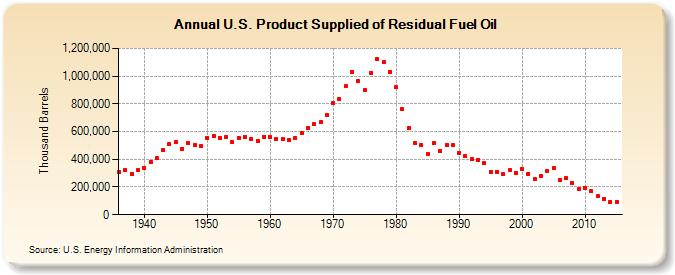 Annual U.S. Product Supplied of Residual Fuel Oil
Thousand Barrels
1,200,000
1,000,000
800,000
600,000
400,000
200,000
0
1940 1950 1960 1970 1980 1990 2000 2010
Source: U.S. Energy Information Administration